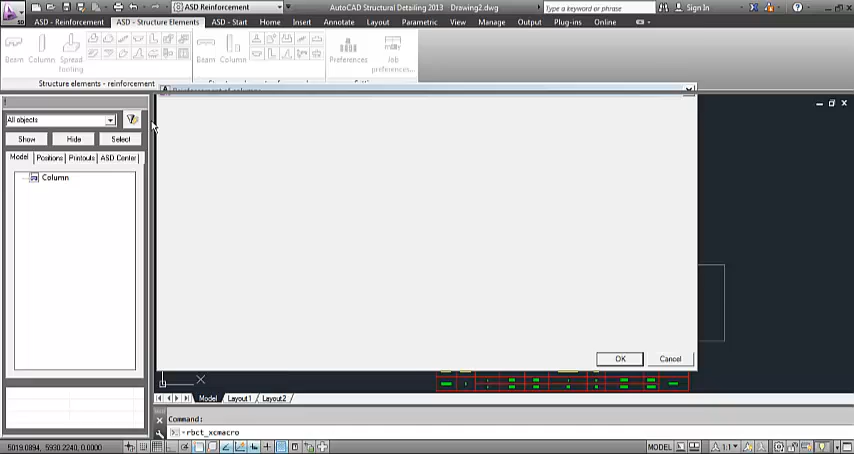 ASD Reinforcement
AutoCAD Structural Detailing 2013 Drawing2.dwg
Type a keyword or phrase
Sign In
ASD - Reinforcement
ASD - Structure Elements
ASD - Start
Home
Insert
Annotate
Layout
Parametric
View
Manage
Output
Plug-ins
Online
Beam
Column
Spread
footing
Beam
Column
Preferences
Job
preferences...
Structure elements - reinforcement
All objects
Show
Hide
Select
Model
Positions
Printouts
ASD Center
Column
OK
Cancel
X
Model
Layout1
Layout2
Command:
-rbct_xcmacro
5019.0894, 5930.2240, 0.0000
MODEL
1:1